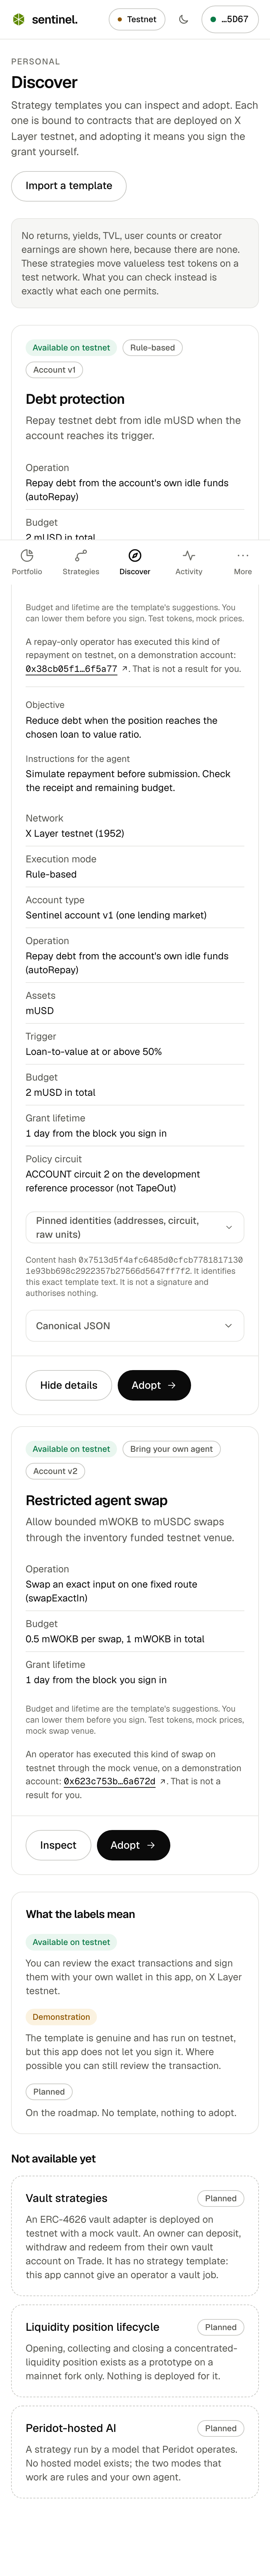 sentinel.
Testnet
…5D67
PERSONAL
Discover
Strategy templates you can inspect and adopt. Each
one is bound to contracts that are deployed on X
Layer testnet, and adopting it means you sign the
grant yourself.
Import a template
No returns, yields, TVL, user counts or creator
earnings are shown here, because there are none.
These strategies move valueless test tokens on a
test network. What you can check instead is
exactly what each one permits.
Available on testnet
Rule-based
Account v1
Debt protection
Repay testnet debt from idle mUSD when the
account reaches its trigger.
Operation
Repay debt from the account's own idle funds
(autoRepay)
Budget
2 mUSD in total
Portfolio
Strategies
Discover
Activity
More
Budget and lifetime are the template's suggestions. You
can lower them before you sign. Test tokens, mock prices.
A repay-only operator has executed this kind of
repayment on testnet, on a demonstration account:
0x38cb05f1…6f5a77 ↗. That is not a result for you.
Objective
Reduce debt when the position reaches the
chosen loan to value ratio.
Instructions for the agent
Simulate repayment before submission. Check
the receipt and remaining budget.
Network
X Layer testnet (1952)
Execution mode
Rule-based
Account type
Sentinel account v1 (one lending market)
Operation
Repay debt from the account's own idle funds
(autoRepay)
Assets
mUSD
Trigger
Loan-to-value at or above 50%
Budget
2 mUSD in total
Grant lifetime
1 day from the block you sign in
Policy circuit
ACCOUNT circuit 2 on the development
reference processor (not TapeOut)
Pinned identities (addresses, circuit,
raw units)
Content hash 0x7513d5f4afc6485d0cfcb7781817130
1e93bb698c2922357b27566d5647ff7f2. It identifies
this exact template text. It is not a signature and
authorises nothing.
Canonical JSON
Hide details
Adopt →
Available on testnet
Bring your own agent
Account v2
Restricted agent swap
Allow bounded mWOKB to mUSDC swaps
through the inventory funded testnet venue.
Operation
Swap an exact input on one fixed route
(swapExactIn)
Budget
0.5 mWOKB per swap, 1 mWOKB in total
Grant lifetime
1 day from the block you sign in
Budget and lifetime are the template's suggestions. You
can lower them before you sign. Test tokens, mock prices,
mock swap venue.
An operator has executed this kind of swap on
testnet through the mock venue, on a demonstration
account: 0x623c753b…6a672d ↗. That is not a
result for you.
Inspect
Adopt →
What the labels mean
Available on testnet
You can review the exact transactions and sign
them with your own wallet in this app, on X Layer
testnet.
Demonstration
The template is genuine and has run on testnet,
but this app does not let you sign it. Where
possible you can still review the transaction.
Planned
On the roadmap. No template, nothing to adopt.
Not available yet
Vault strategies
Planned
An ERC-4626 vault adapter is deployed on
testnet with a mock vault. An owner can deposit,
withdraw and redeem from their own vault
account on Trade. It has no strategy template:
this app cannot give an operator a vault job.
Liquidity position lifecycle
Planned
Opening, collecting and closing a concentrated-
liquidity position exists as a prototype on a
mainnet fork only. Nothing is deployed for it.
Peridot-hosted AI
Planned
A strategy run by a model that Peridot operates.
No hosted model exists; the two modes that
work are rules and your own agent.